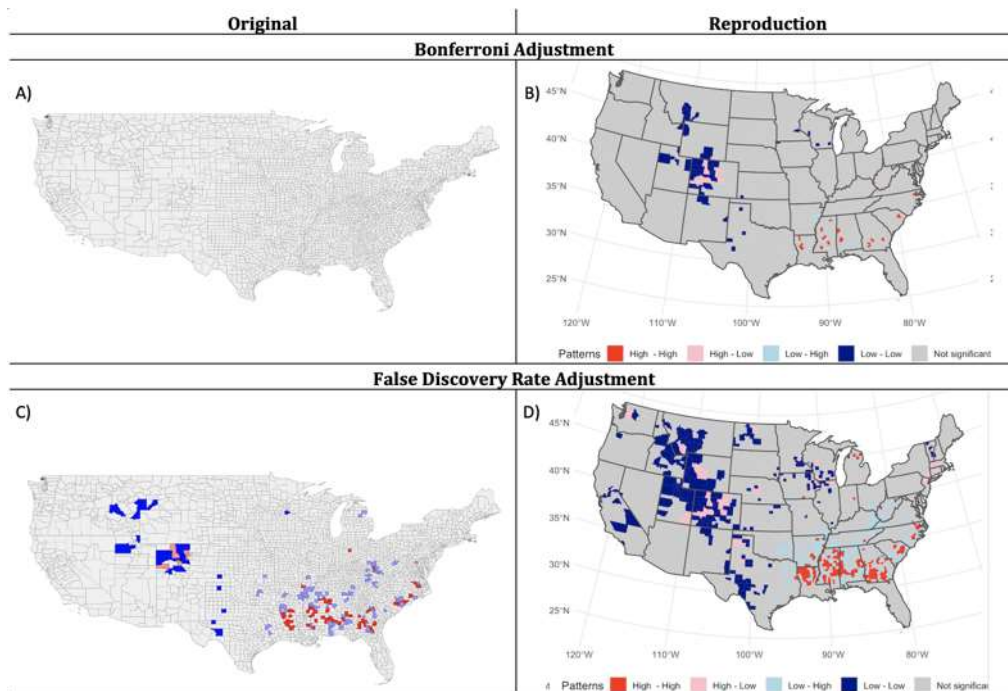 Original Reproduction
Bonferroni Adjustment
A)
B)
45°N
40°N
35°N
30°N
25°N
120°W 110°W 100°W 90°W 80°W
Patterns High - High High - Low Low - High Low - Low Not significant
False Discovery Rate Adjustment
C)
D)
45°N
40°N
35°N
30°N
25°N
120°W 110°W 100°W 90°W 80°W
4 Patterns High - High High - Low Low - High Low - Low Not significa